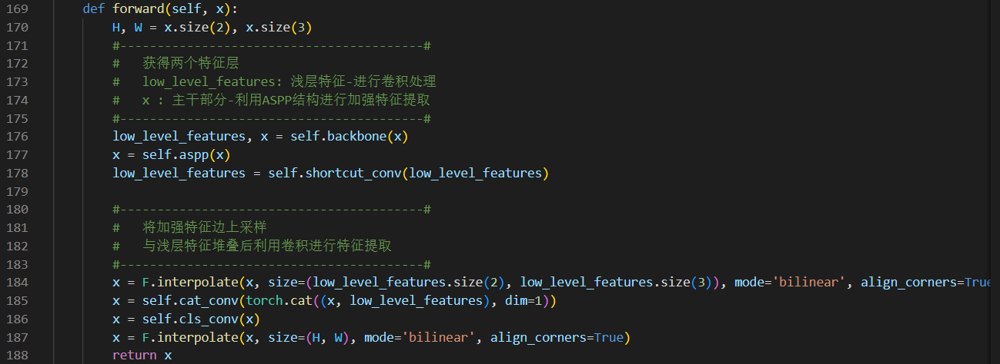 169 def forward(self, x):
170 H, W = x.size(2), x.size(3)
171 #-----------------------------------------#
172 # 获得两个特征层
173 # low_level_features: 浅层特征-进行卷积处理
174 # x : 主干部分-利用ASPP结构进行加强特征提取
175 #-----------------------------------------#
176 low_level_features, x = self.backbone(x)
177 x = self.aspp(x)
178 low_level_features = self.shortcut_conv(low_level_features)
179
180 #-----------------------------------------#
181 # 将加强特征边上采样
182 # 与浅层特征堆叠后利用卷积进行特征提取
183 #-----------------------------------------#
184 x = F.interpolate(x, size=(low_level_features.size(2), low_level_features.size(3)), mode='bilinear', align_corners=True
185 x = self.cat_conv(torch.cat((x, low_level_features), dim=1))
186 x = self.cls_conv(x)
187 x = F.interpolate(x, size=(H, W), mode='bilinear', align_corners=True)
188 return x